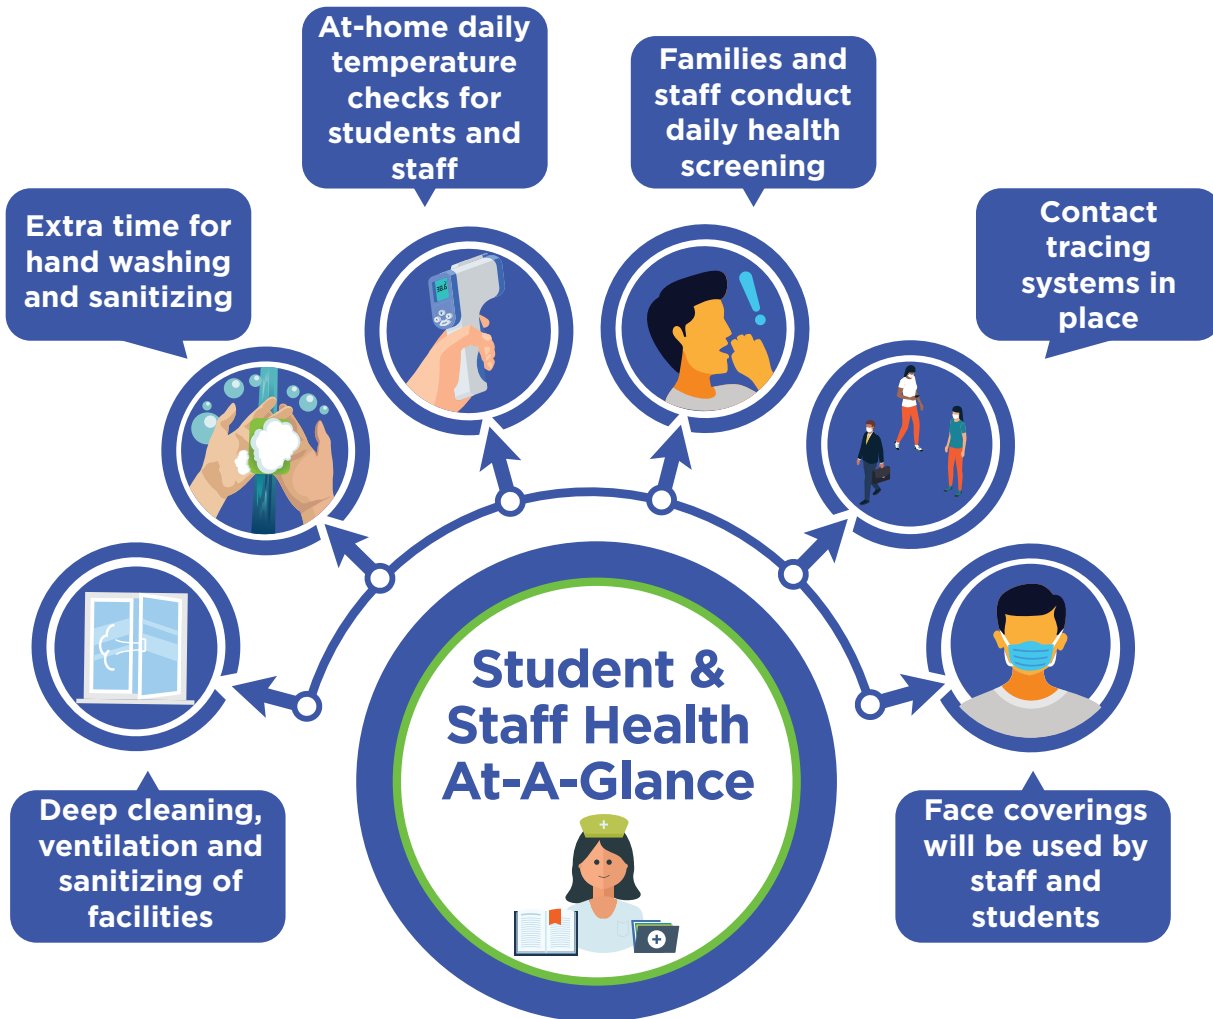 At-home daily
temperature
checks for
students and
staff
Families and
staff conduct
daily health
screening
Extra time for
hand washing
and sanitizing
Contact
tracing
systems in
place
38.6
Student &
Staff Health
At-A-Glance
Deep cleaning,
ventilation and
sanitizing of
facilities
Face coverings
will be used by
staff and
students